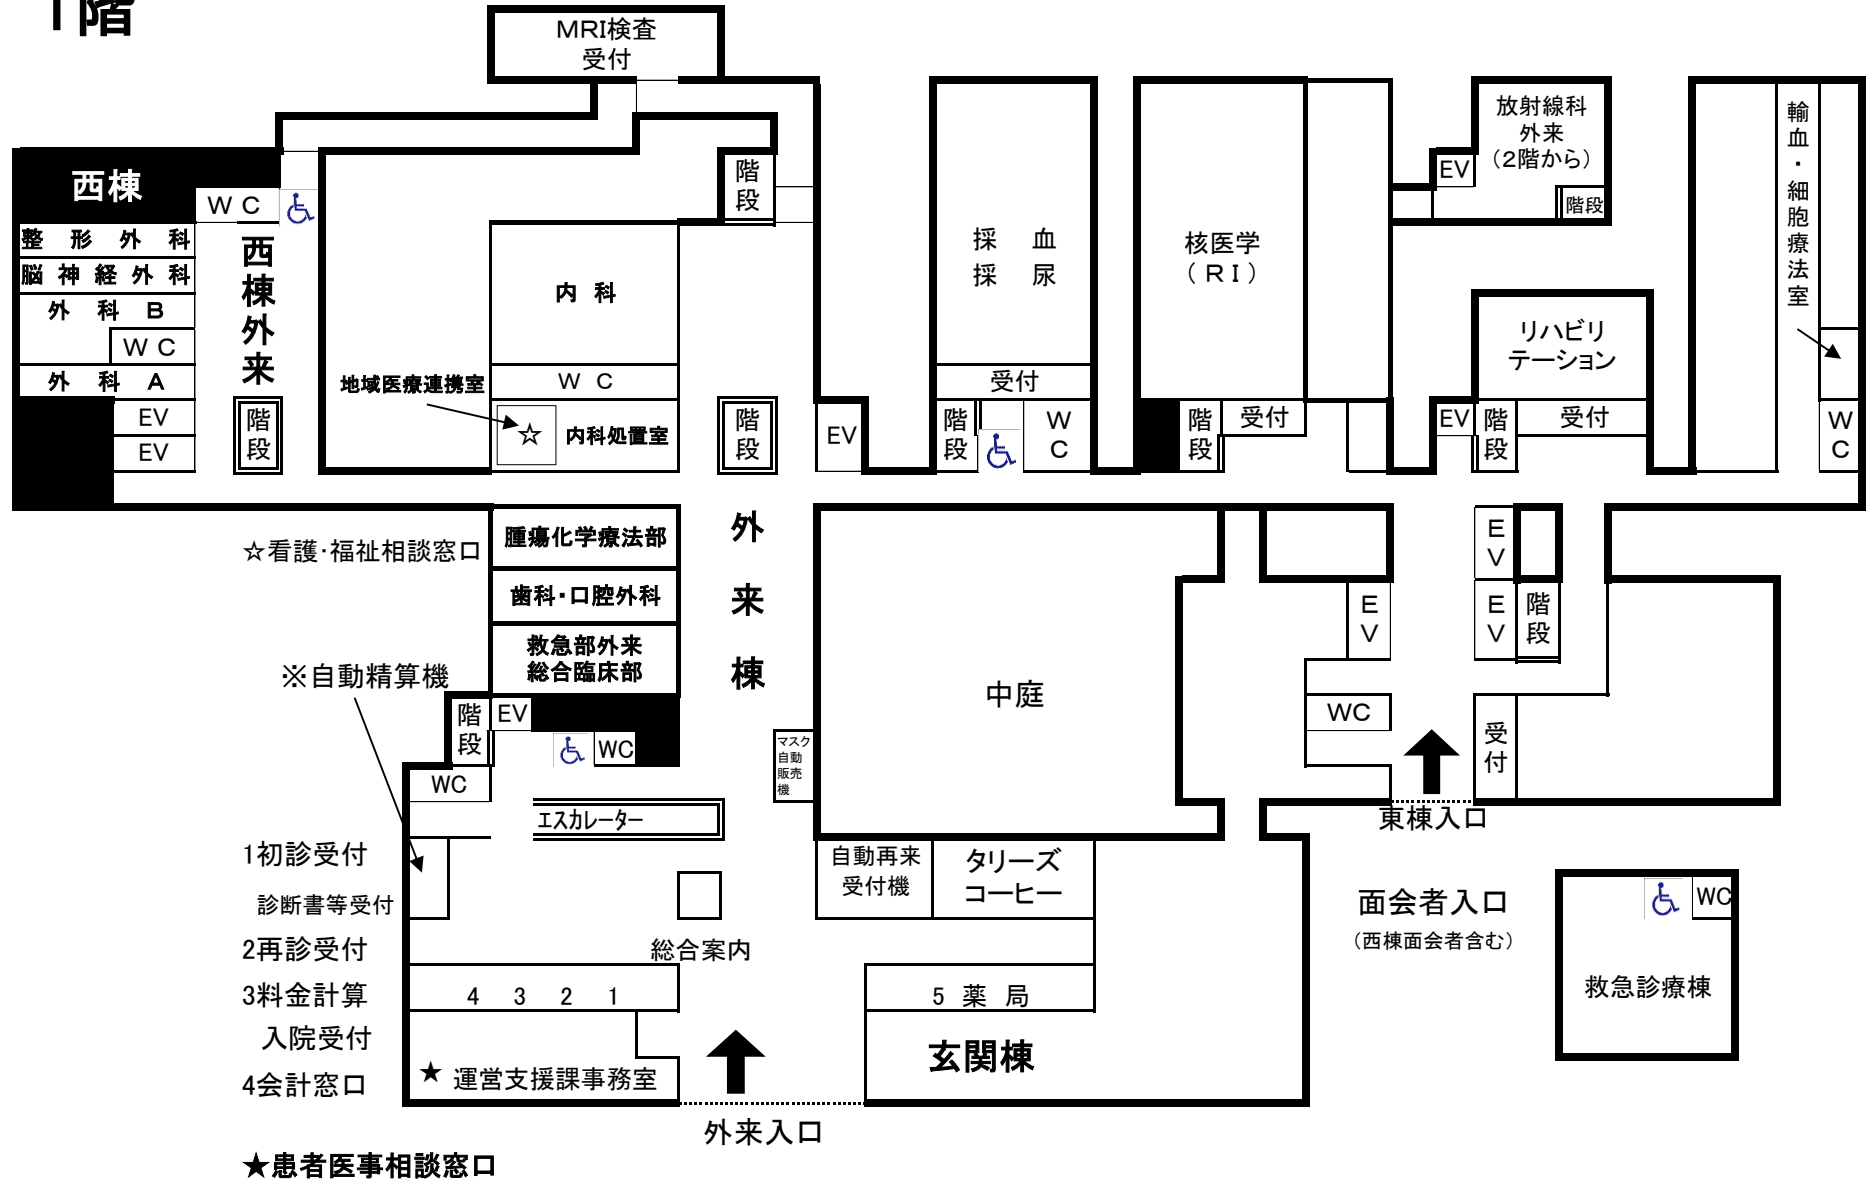 1階
MRI検査
受付
西棟
WC
整形外科
脳神経外科
外科B
WC
外科A
EV
EV
西棟外来
階段
階段
内科
地域医療連携室
WC
☆
内科処置室
階段
EV
採血
採尿
受付
階段
WC
核医学
(RI)
階段
受付
放射線科
外来
(2階から)
EV
階段
リハビリ
テーション
EV
階段
受付
輸血・細胞療法室
WC
☆看護・福祉相談窓口
腫瘍化学療法部
歯科・口腔外科
救急部外来
総合臨床部
外来棟
※自動精算機
階段
EV
WC
WC
エスカレーター
マスク
自動
販売
機
中庭
EV
EV
EV
階段
WC
受付
東棟入口
自動再来
受付機
タリーズ
コーヒー
面会者入口
(西棟面会者含む)
WC
救急診療棟
1初診受付
診断書等受付
2再診受付
3料金計算
入院受付
4会計窓口
総合案内
4 3 2 1
5 薬局
玄関棟
★ 運営支援課事務室
外来入口
★患者医事相談窓口